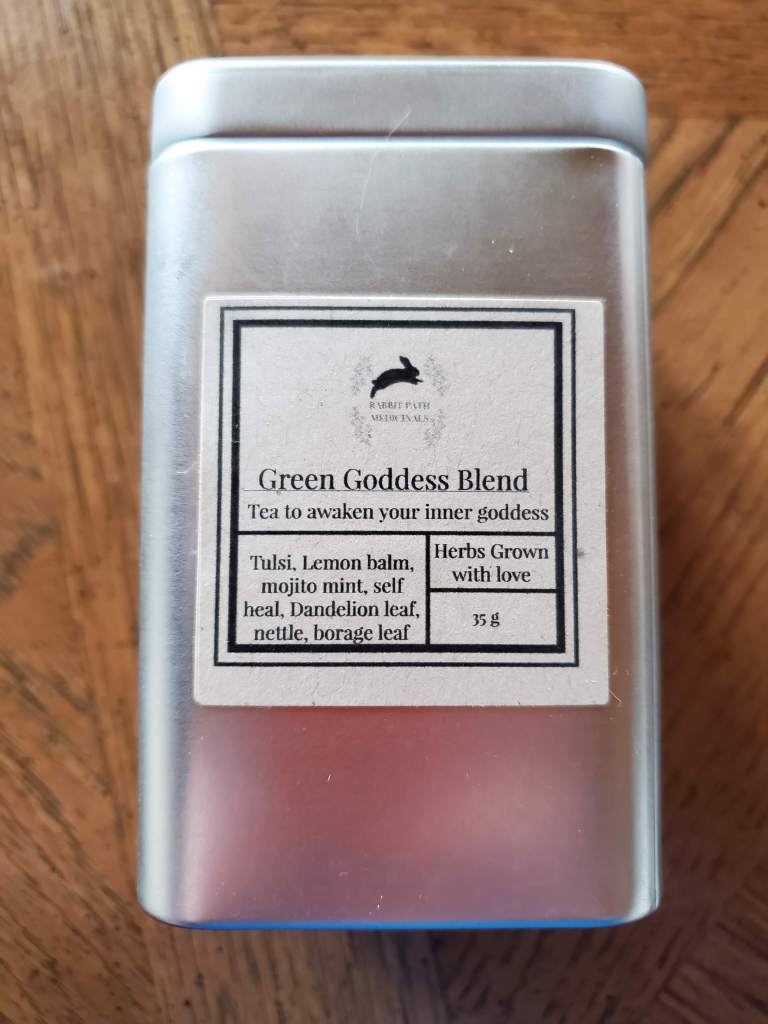 RABBIT PATH
MEDICINALS
Green Goddess Blend
Tea to awaken your inner goddess
Tulsi, Lemon balm,
mojito mint, self
heal, Dandelion leaf,
nettle, borage leaf
Herbs Grown
with love
35 g